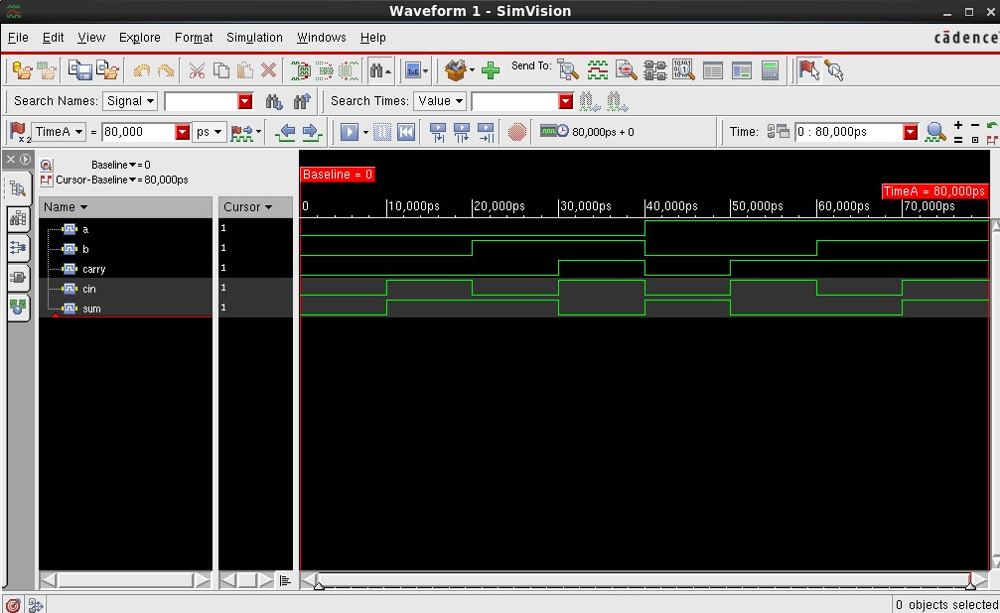 Waveform 1 - SimVision
File Edit View Explore Format Simulation Windows Help cādence
Send To:
Search Names: Signal Search Times: Value
TimeA = 80,000 ps 80,000ps + 0 Time: 0 : 80,000ps
Baseline = 0
Cursor-Baseline = 80,000ps
Baseline = 0
TimeA = 80,000ps
Name Cursor 0 10,000ps 20,000ps 30,000ps 40,000ps 50,000ps 60,000ps 70,000ps
a 1
b 1
carry 1
cin 1
sum 1
0 objects selected